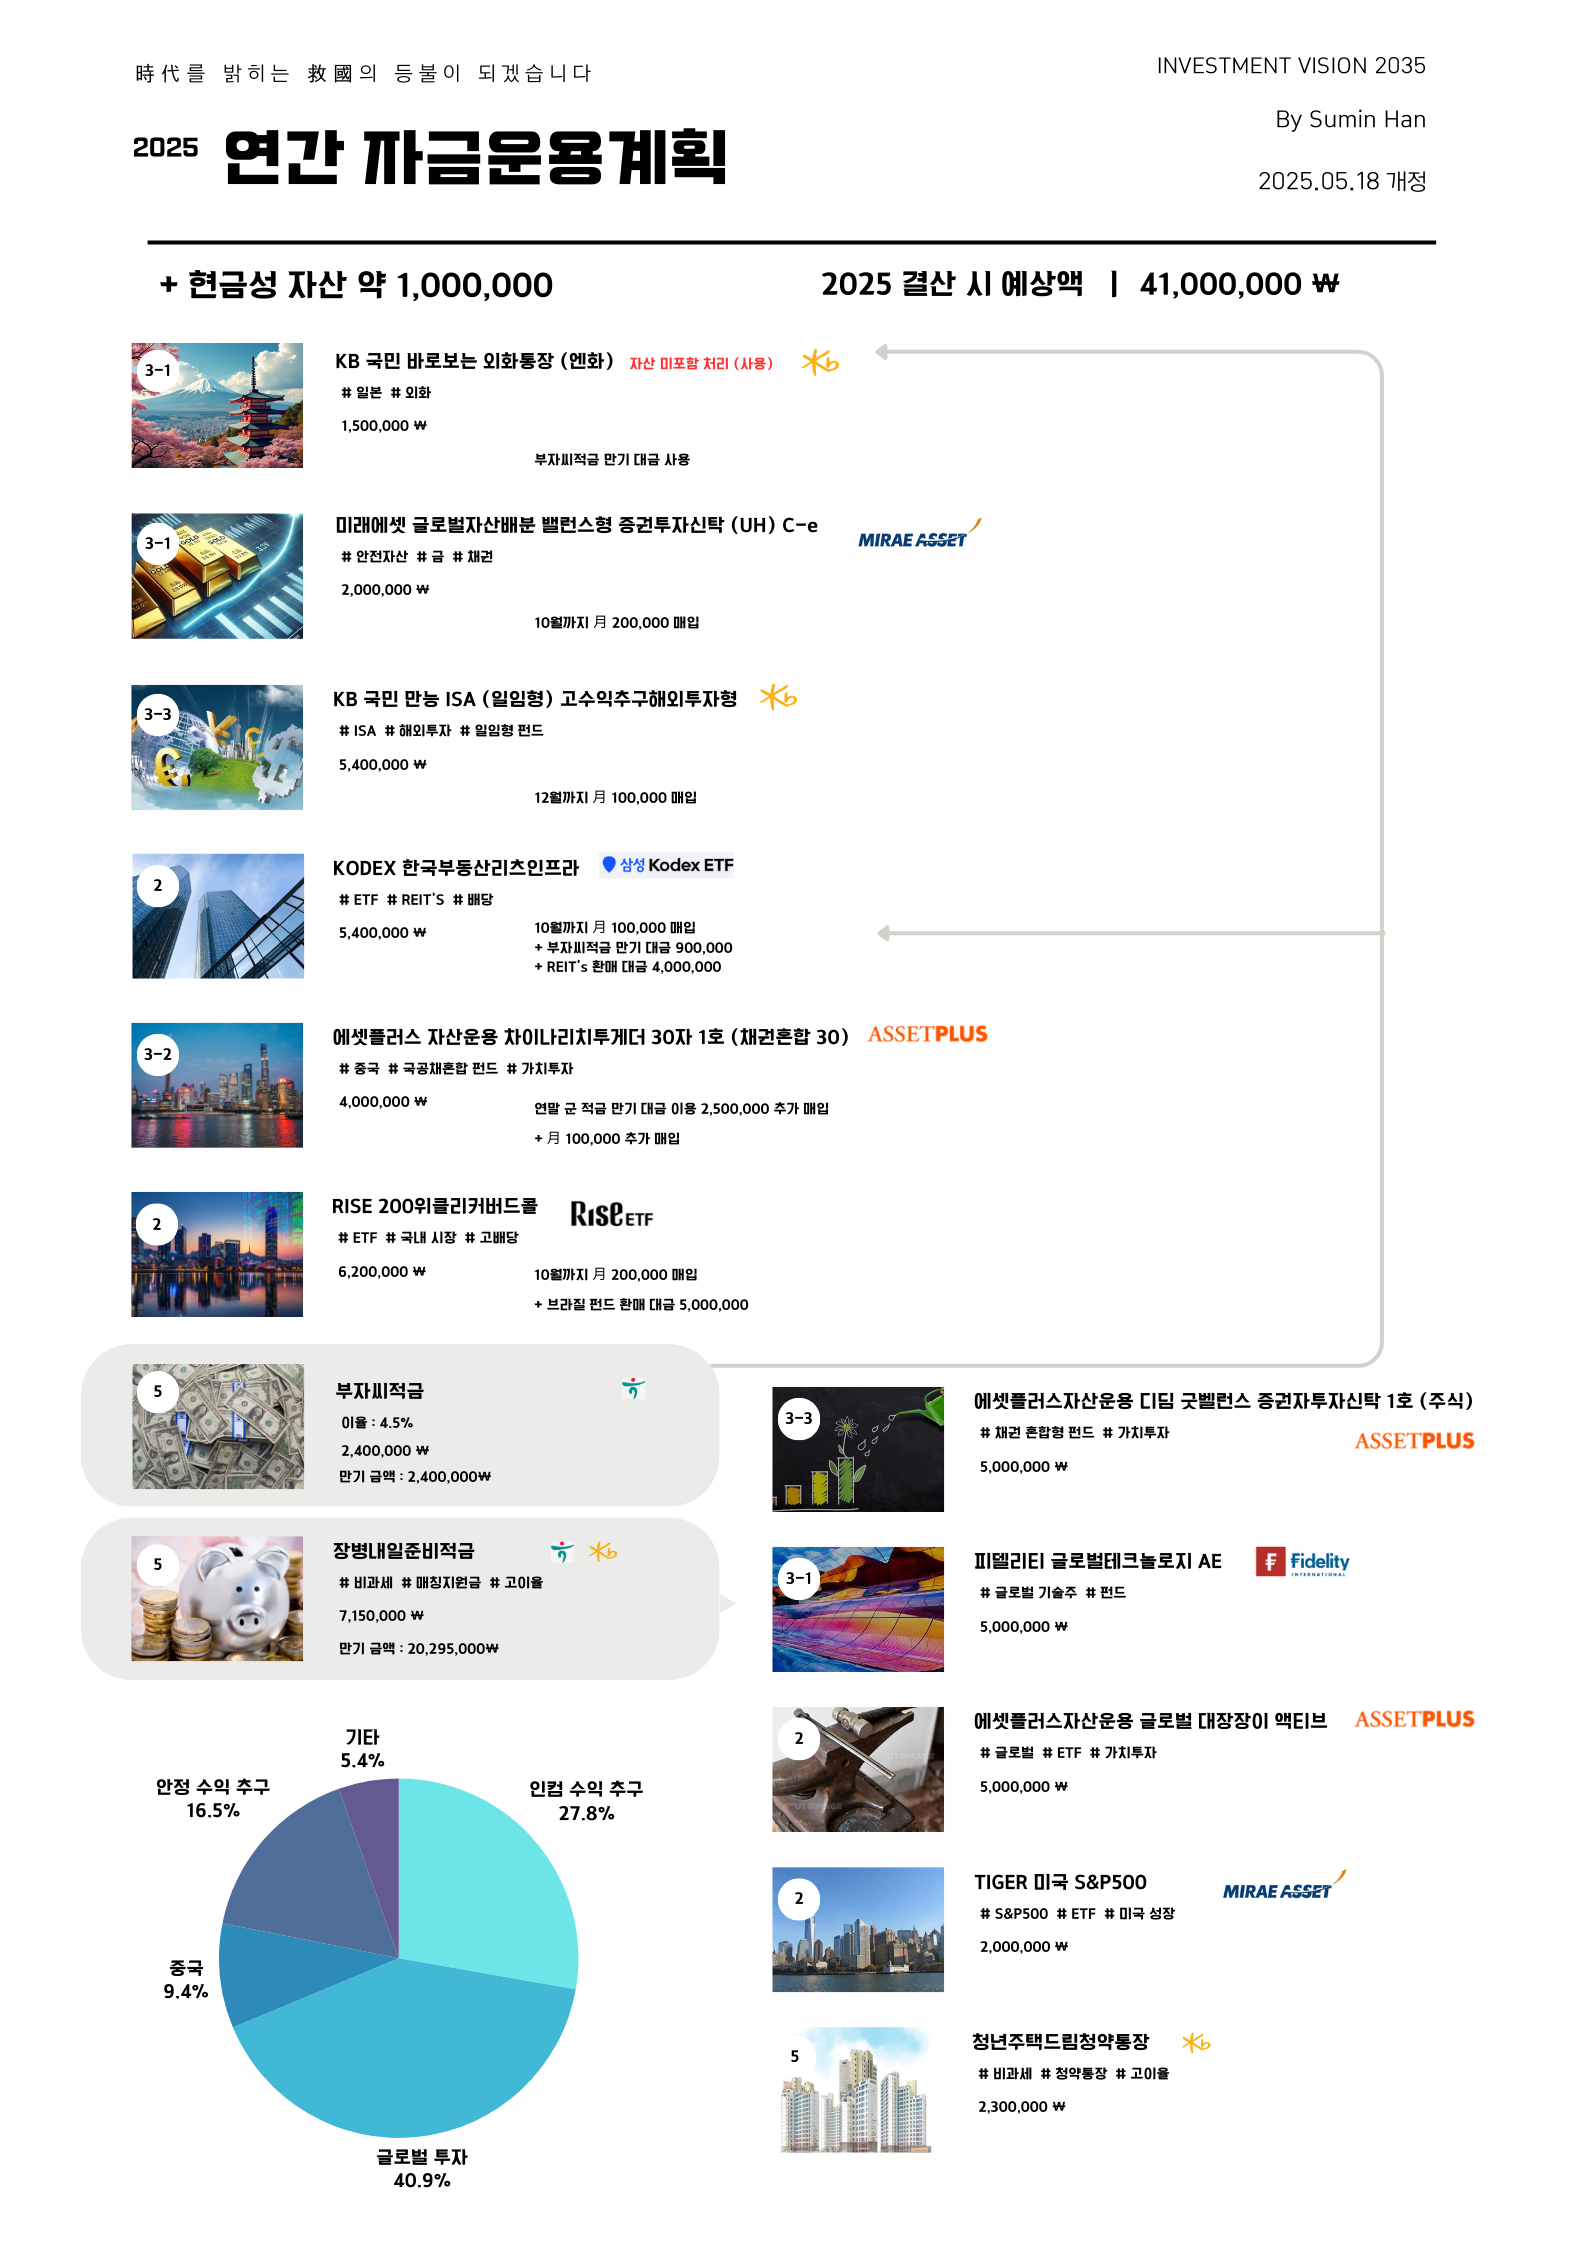 時代를 밝히는 救國의 등불이 되겠습니다
INVESTMENT VISION 2035
By Sumin Han
2025 연간 자금운용계획
2025.05.18 개정
+ 현금성 자산 약 1,000,000
2025 결산 시 예상액 | 41,000,000 ₩
3-1
KB 국민 바로보는 외화통장 (엔화) 자산 미포함 처리 (사용)
# 일본 # 외화
1,500,000 ₩
부자씨적금 만기 대금 사용
3-1
미래에셋 글로벌자산배분 밸런스형 증권투자신탁 (UH) C-e
MIRAE ASSET
# 안전자산 # 금 # 채권
2,000,000 ₩
10월까지 月 200,000 매입
3-3
KB 국민 만능 ISA (일임형) 고수익추구해외투자형
# ISA # 해외투자 # 일임형 펀드
5,400,000 ₩
12월까지 月 100,000 매입
2
KODEX 한국부동산리츠인프라
삼성 Kodex ETF
# ETF # REIT'S # 배당
5,400,000 ₩
10월까지 月 100,000 매입
+ 부자씨적금 만기 대금 900,000
+ REIT's 환매 대금 4,000,000
3-2
에셋플러스 자산운용 차이나리치투게더 30자 1호 (채권혼합 30)
ASSETPLUS
# 중국 # 국공채혼합 펀드 # 가치투자
4,000,000 ₩
연말 군 적금 만기 대금 이용 2,500,000 추가 매입
+ 月 100,000 추가 매입
2
RISE 200위클리커버드콜
RISE ETF
# ETF # 국내 시장 # 고배당
6,200,000 ₩
10월까지 月 200,000 매입
+ 브라질 펀드 환매 대금 5,000,000
5
부자씨적금
이율 : 4.5%
2,400,000 ₩
만기 금액 : 2,400,000₩
5
장병내일준비적금
# 비과세 # 매칭지원금 # 고이율
7,150,000 ₩
만기 금액 : 20,295,000₩
3-3
에셋플러스자산운용 디딤 굿밸런스 증권자투자신탁 1호 (주식)
# 채권 혼합형 펀드 # 가치투자
ASSETPLUS
5,000,000 ₩
3-1
피델리티 글로벌테크놀로지 AE
Fidelity
INTERNATIONAL
# 글로벌 기술주 # 펀드
5,000,000 ₩
2
에셋플러스자산운용 글로벌 대장장이 액티브
ASSETPLUS
# 글로벌 # ETF # 가치투자
5,000,000 ₩
2
TIGER 미국 S&P500
MIRAE ASSET
# S&P500 # ETF # 미국 성장
2,000,000 ₩
5
청년주택드림청약통장
# 비과세 # 청약통장 # 고이율
2,300,000 ₩
기타
5.4%
안정 수익 추구
16.5%
인컴 수익 추구
27.8%
중국
9.4%
글로벌 투자
40.9%